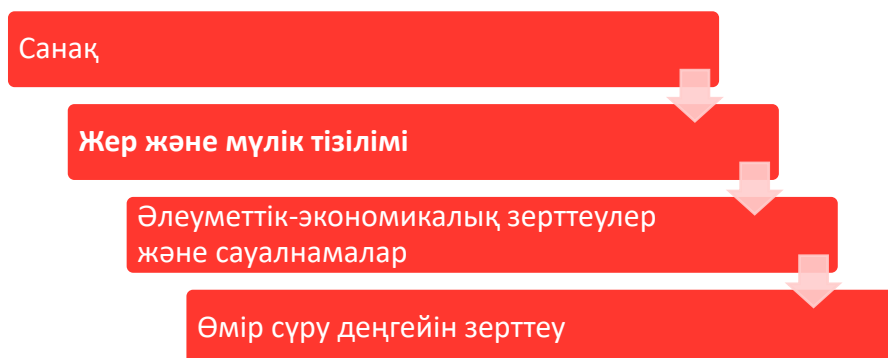 Санақ
Жер және мүлік тізілімі
Әлеуметтік-экономикалық зерттеулер
және сауалнамалар
Өмір сүру деңгейін зерттеу